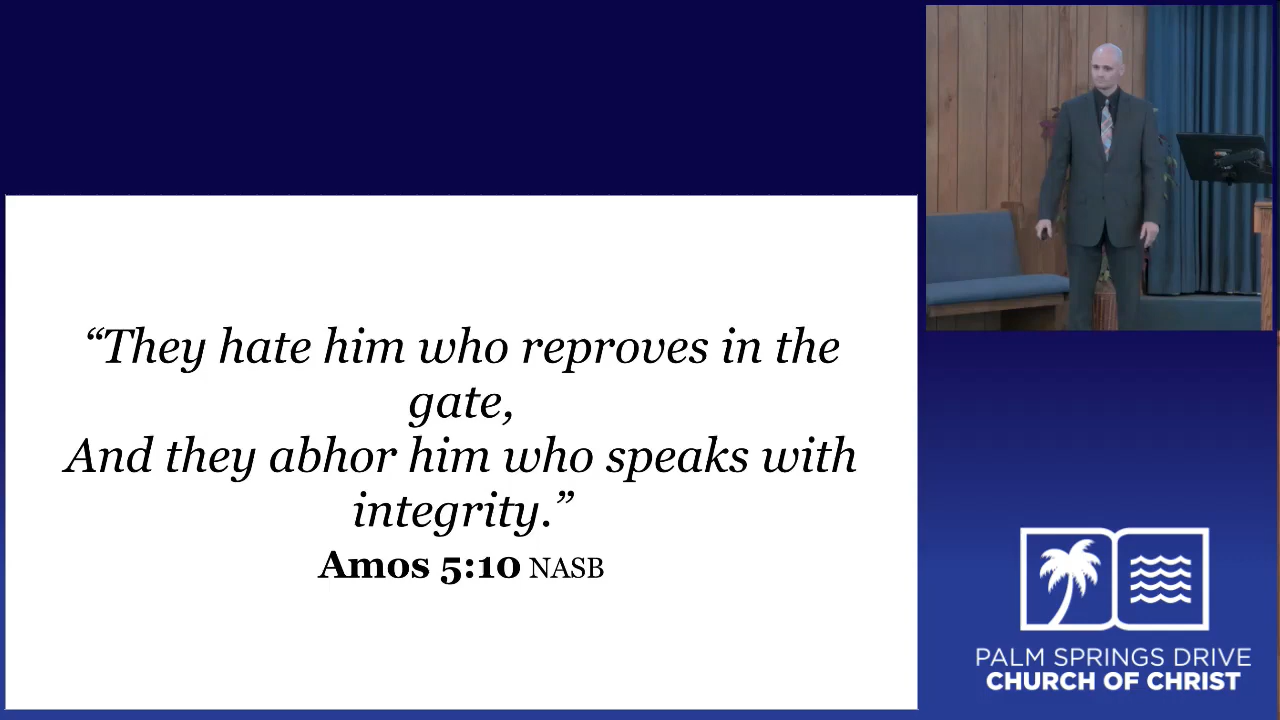 “They hate him who reproves in the
gate,
And they abhor him who speaks with
integrity.”
Amos 5:10 NASB
PALM SPRINGS DRIVE
CHURCH OF CHRIST